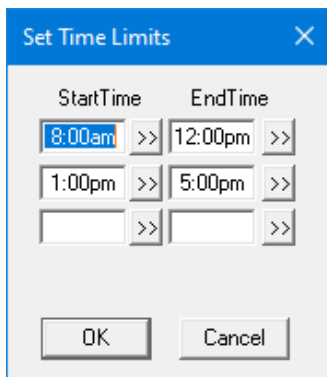 Set Time Limits
StartTime EndTime
8:00am >> 12:00pm >>
1:00pm >> 5:00pm >>
>> >>
OK Cancel